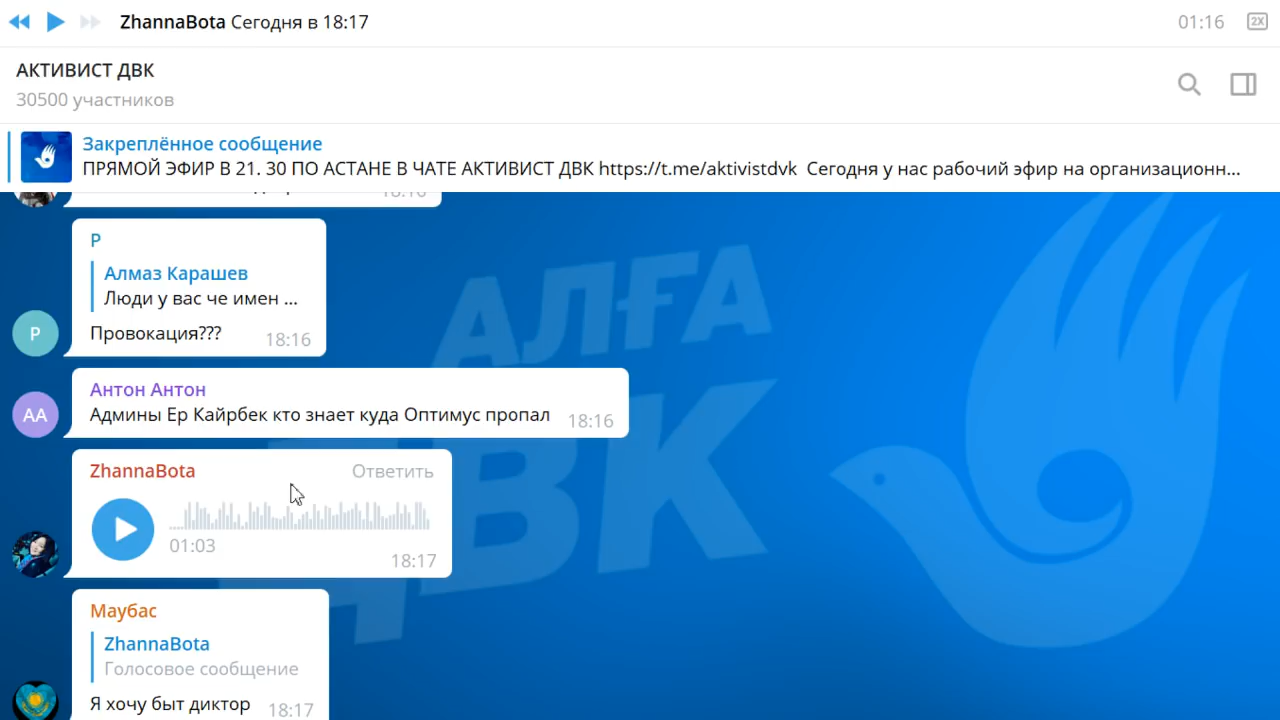 ZhannaBota Сегодня в 18:17
01:16
2X
АКТИВИСТ ДВК
30500 участников
Закреплённое сообщение
ПРЯМОЙ ЭФИР В 21. 30 ПО АСТАНЕ В ЧАТЕ АКТИВИСТ ДВК https://t.me/aktivistdvk Сегодня у нас рабочий эфир на организационн...
18:16
P
Алмаз Карашев
Люди у вас че имен ...
Провокация???
18:16
P
Антон Антон
АА
Админы Ер Кайрбек кто знает куда Оптимус пропал
18:16
ZhannaBota
Ответить
01:03
18:17
Маубас
ZhannaBota
Голосовое сообщение
Я хочу быт диктор
18:17
АЛҒА
ДВК